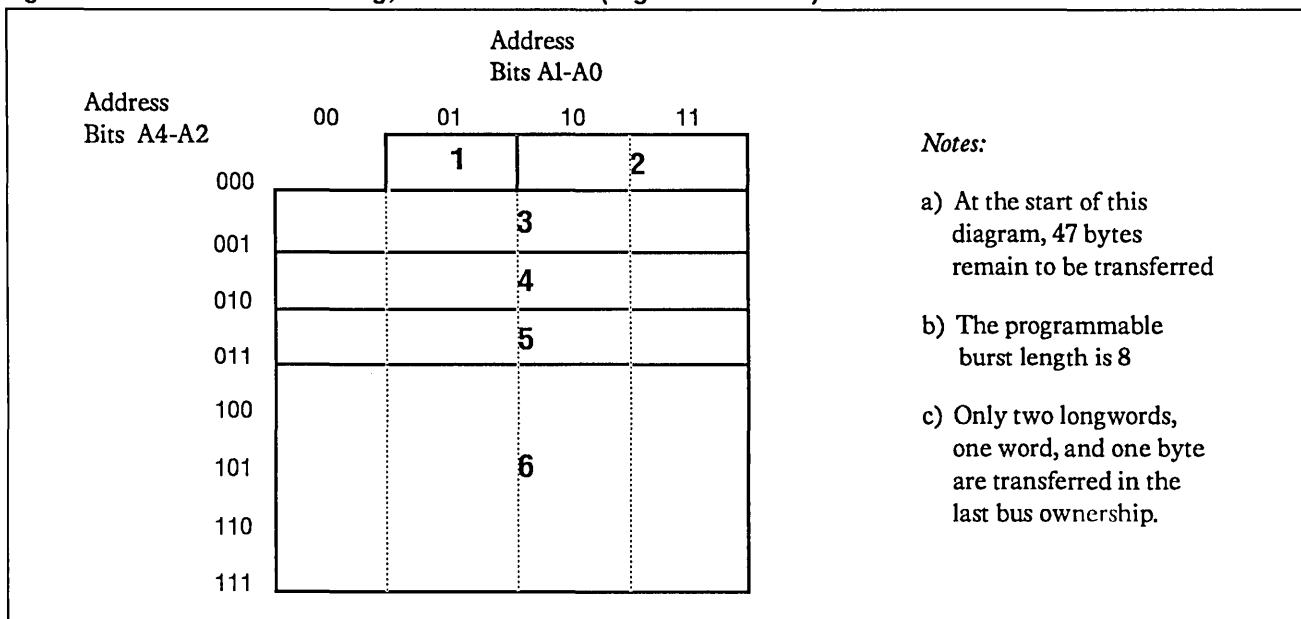 Address
Bits A1-A0
Address
Bits A4-A2
00 01 10 11
000 1 2
001 3
010 4
011 5
100
101 6
110
111
Notes:
a) At the start of this
diagram, 47 bytes
remain to be transferred
b) The programmable
burst length is 8
c) Only two longwords,
one word, and one byte
are transferred in the
last bus ownership.